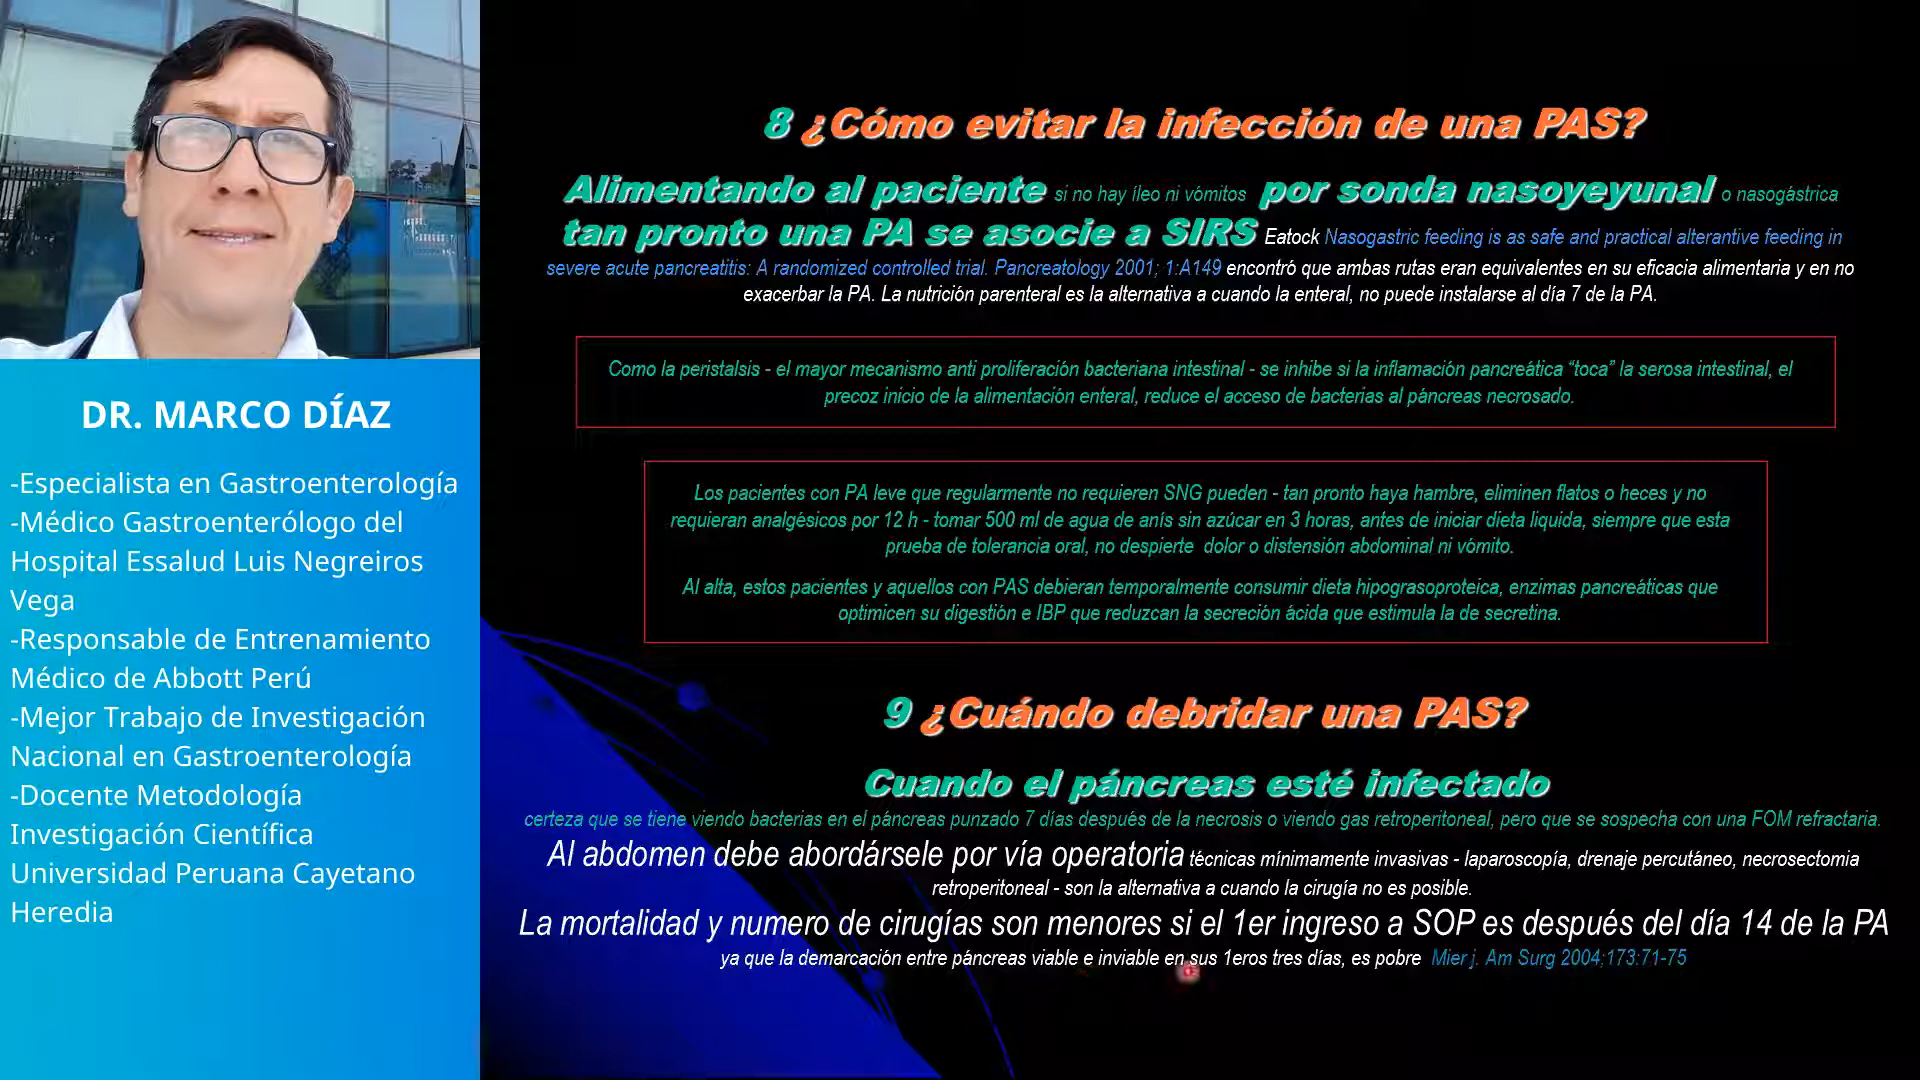 DR. MARCO DÍAZ
-Especialista en Gastroenterología
-Médico Gastroenterólogo del
Hospital Essalud Luis Negreiros
Vega
-Responsable de Entrenamiento
Médico de Abbott Perú
-Mejor Trabajo de Investigación
Nacional en Gastroenterología
-Docente Metodología
Investigación Científica
Universidad Peruana Cayetano
Heredia
8 ¿Cómo evitar la infección de una PAS?
Alimentando al paciente si no hay íleo ni vómitos por sonda nasoyeyunal o nasogástrica
tan pronto una PA se asocie a SIRS Eatock Nasogastric feeding is as safe and practical alterantive feeding in
severe acute pancreatitis: A randomized controlled trial. Pancreatology 2001; 1:A149 encontró que ambas rutas eran equivalentes en su eficacia alimentaria y en no
exacerbar la PA. La nutrición parenteral es la alternativa a cuando la enteral, no puede instalarse al día 7 de la PA.
Como la peristalsis - el mayor mecanismo anti proliferación bacteriana intestinal - se inhibe si la inflamación pancreática “toca” la serosa intestinal, el
precoz inicio de la alimentación enteral, reduce el acceso de bacterias al páncreas necrosado.
Los pacientes con PA leve que regularmente no requieren SNG pueden - tan pronto haya hambre, eliminen flatos o heces y no
requieran analgésicos por 12 h - tomar 500 ml de agua de anís sin azúcar en 3 horas, antes de iniciar dieta liquida, siempre que esta
prueba de tolerancia oral, no despierte dolor o distensión abdominal ni vómito.
Al alta, estos pacientes y aquellos con PAS debieran temporalmente consumir dieta hipograsoproteica, enzimas pancreáticas que
optimicen su digestión e IBP que reduzcan la secreción ácida que estimula la de secretina.
9 ¿Cuándo debridar una PAS?
Cuando el páncreas esté infectado
certeza que se tiene viendo bacterias en el páncreas punzado 7 días después de la necrosis o viendo gas retroperitoneal, pero que se sospecha con una FOM refractaria.
Al abdomen debe abordársele por vía operatoria técnicas mínimamente invasivas - laparoscopía, drenaje percutáneo, necrosectomia
retroperitoneal - son la alternativa a cuando la cirugía no es posible.
La mortalidad y numero de cirugías son menores si el 1er ingreso a SOP es después del día 14 de la PA
ya que la demarcación entre páncreas viable e inviable en sus 1eros tres días, es pobre Mier j. Am Surg 2004;173:71-75